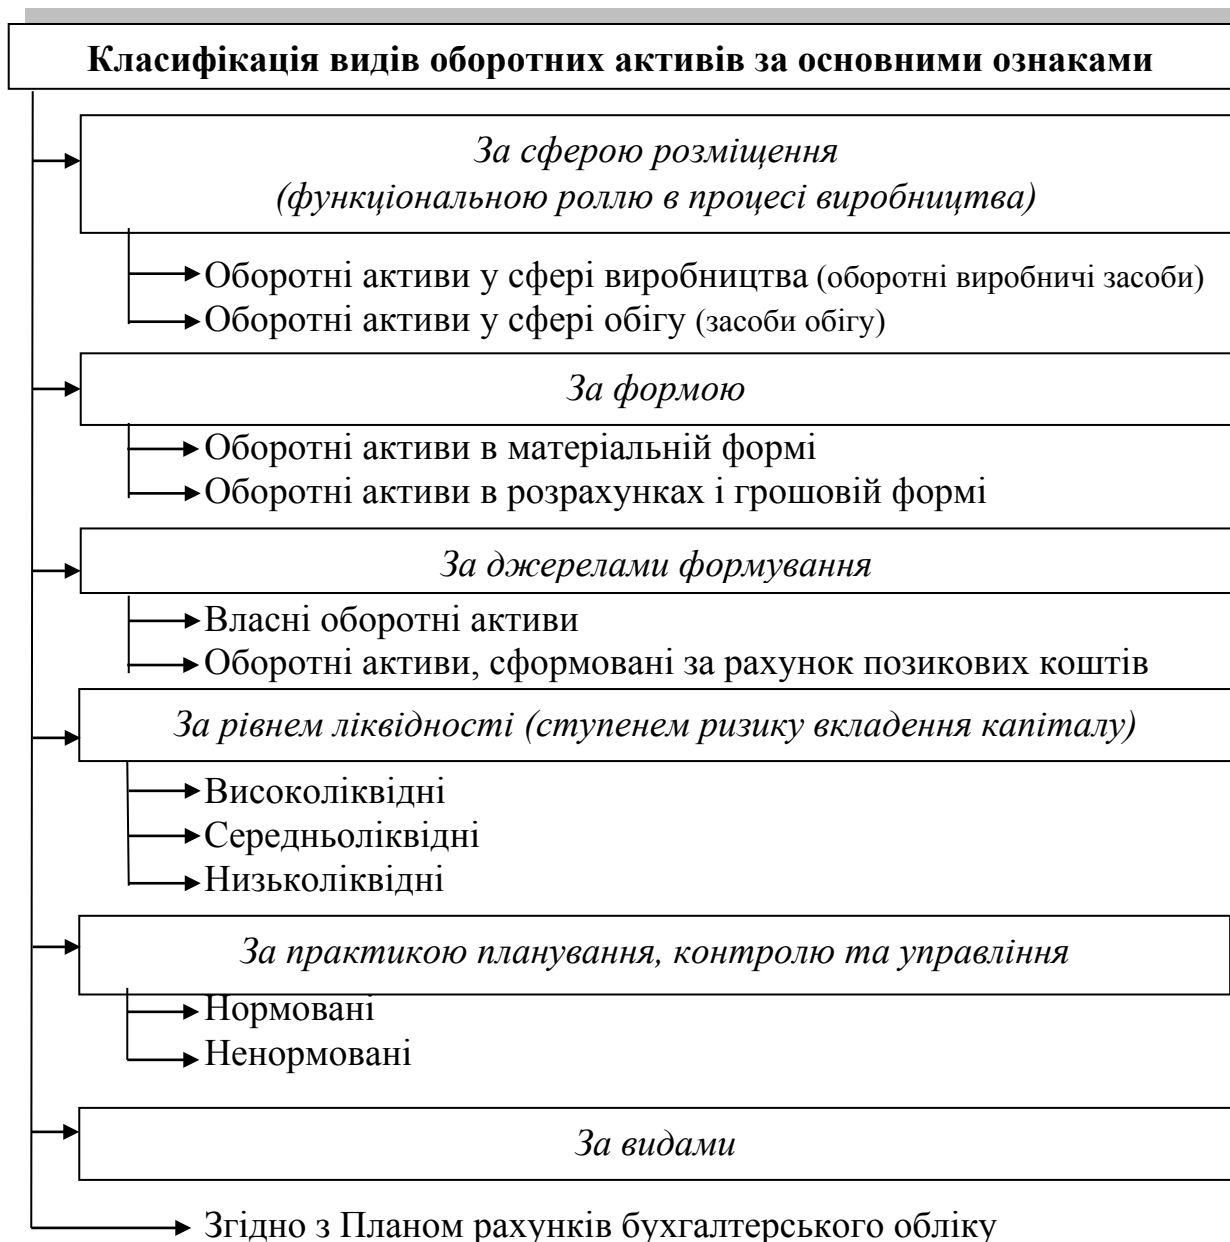 Класифікація видів оборотних активів за основними ознаками
За сферою розміщення
(функціональною роллю в процесі виробництва)
Оборотні активи у сфері виробництва (оборотні виробничі засоби)
Оборотні активи у сфері обігу (засоби обігу)
За формою
Оборотні активи в матеріальній формі
Оборотні активи в розрахунках і грошовій формі
За джерелами формування
Власні оборотні активи
Оборотні активи, сформовані за рахунок позикових коштів
За рівнем ліквідності (ступенем ризику вкладення капіталу)
Високоліквідні
Середньоліквідні
Низьколіквідні
За практикою планування, контролю та управління
Нормовані
Ненормовані
За видами
Згідно з Планом рахунків бухгалтерського обліку